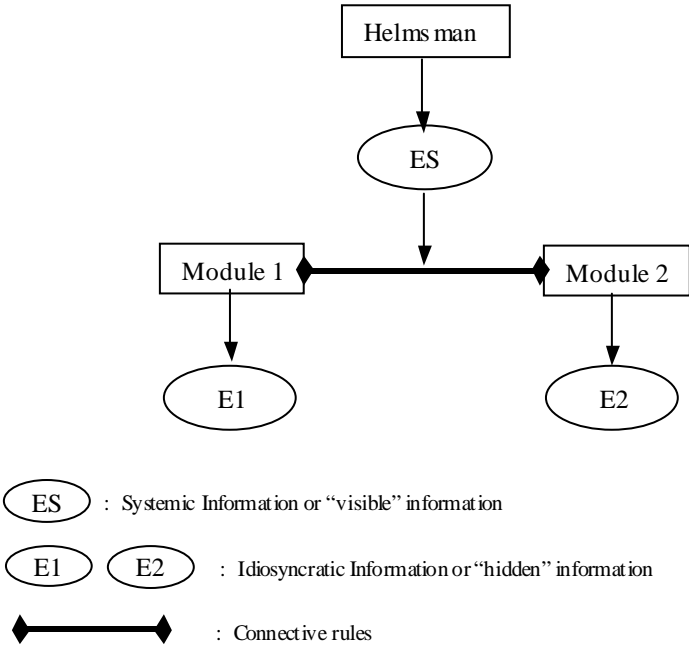 Helmsman
ES
Module 1
Module 2
E1
E2
ES : Systemic Information or “visible” information
E1 E2 : Idiosyncratic Information or “hidden” information
: Connective rules